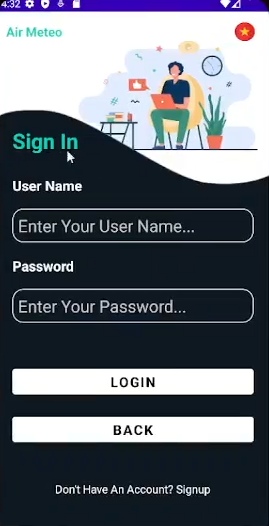 4:32
Air Meteo
Sign In
User Name
Enter Your User Name...
Password
Enter Your Password...
LOGIN
BACK
Don't Have An Account? Signup